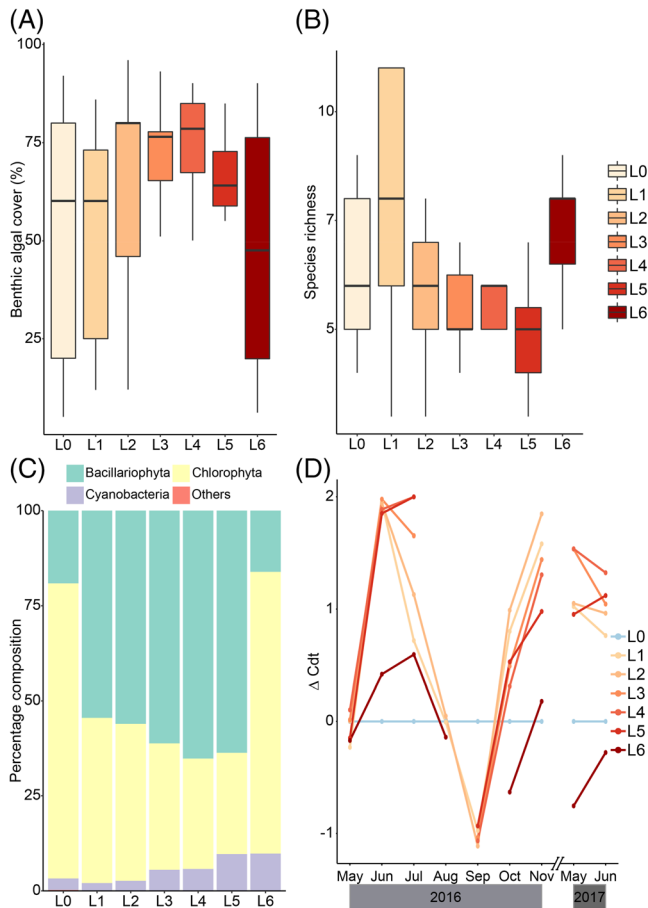 (A)
Benthic algal cover (%)
100
75
50
25
L0 L1 L2 L3 L4 L5 L6
(B)
Species richness
10
7
5
L0 L1 L2 L3 L4 L5 L6
L0
L1
L2
L3
L4
L5
L6
(C)
Bacillariophyta Chlorophyta
Cyanobacteria Others
Percentage composition
100
75
50
25
0
L0 L1 L2 L3 L4 L5 L6
(D)
Δ Cdt
2
1
0
-1
L0
L1
L2
L3
L4
L5
L6
May Jun Jul Aug Sep Oct Nov May Jun
2016 2017